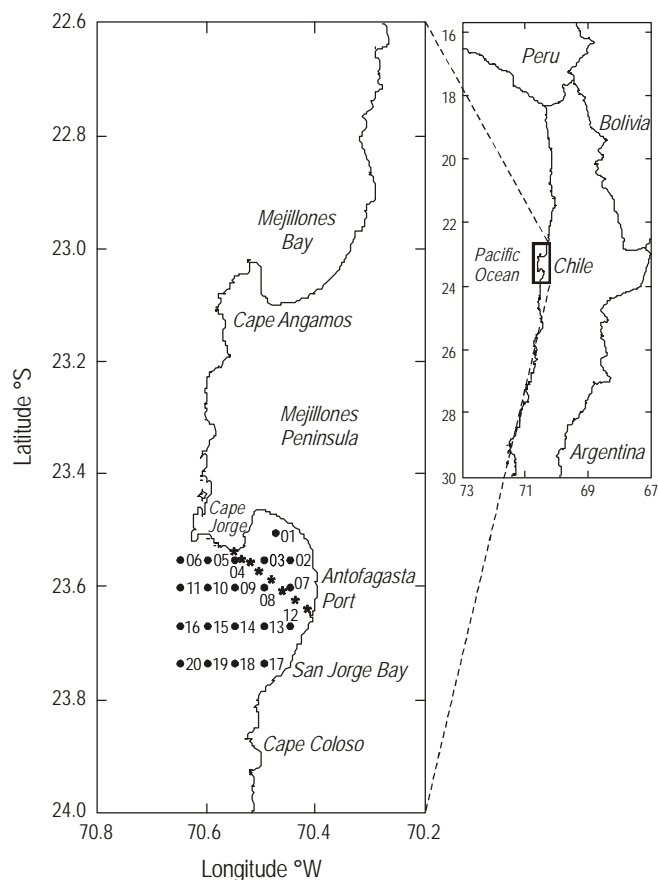 22.6
22.8
23.0
23.2
23.4
23.6
23.8
24.0
Latitude °S
70.8 70.6 70.4 70.2
Longitude °W
Mejillones
Bay
Cape Angamos
Mejillones
Peninsula
Cape
Jorge
01
06 05 03 02
04
11 10 09 07
08
12
16 15 14 13
20 19 18 17
Antofagasta
Port
San Jorge Bay
Cape Coloso
16
18
20
22
24
26
28
30
73 71 69 67
Peru
Bolivia
Pacific
Ocean
Chile
Argentina